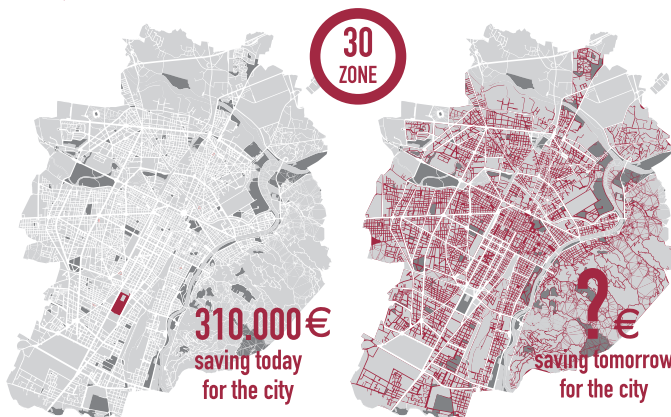 30
ZONE
310.000 €
saving today
for the city
? €
saving tomorrow
for the city